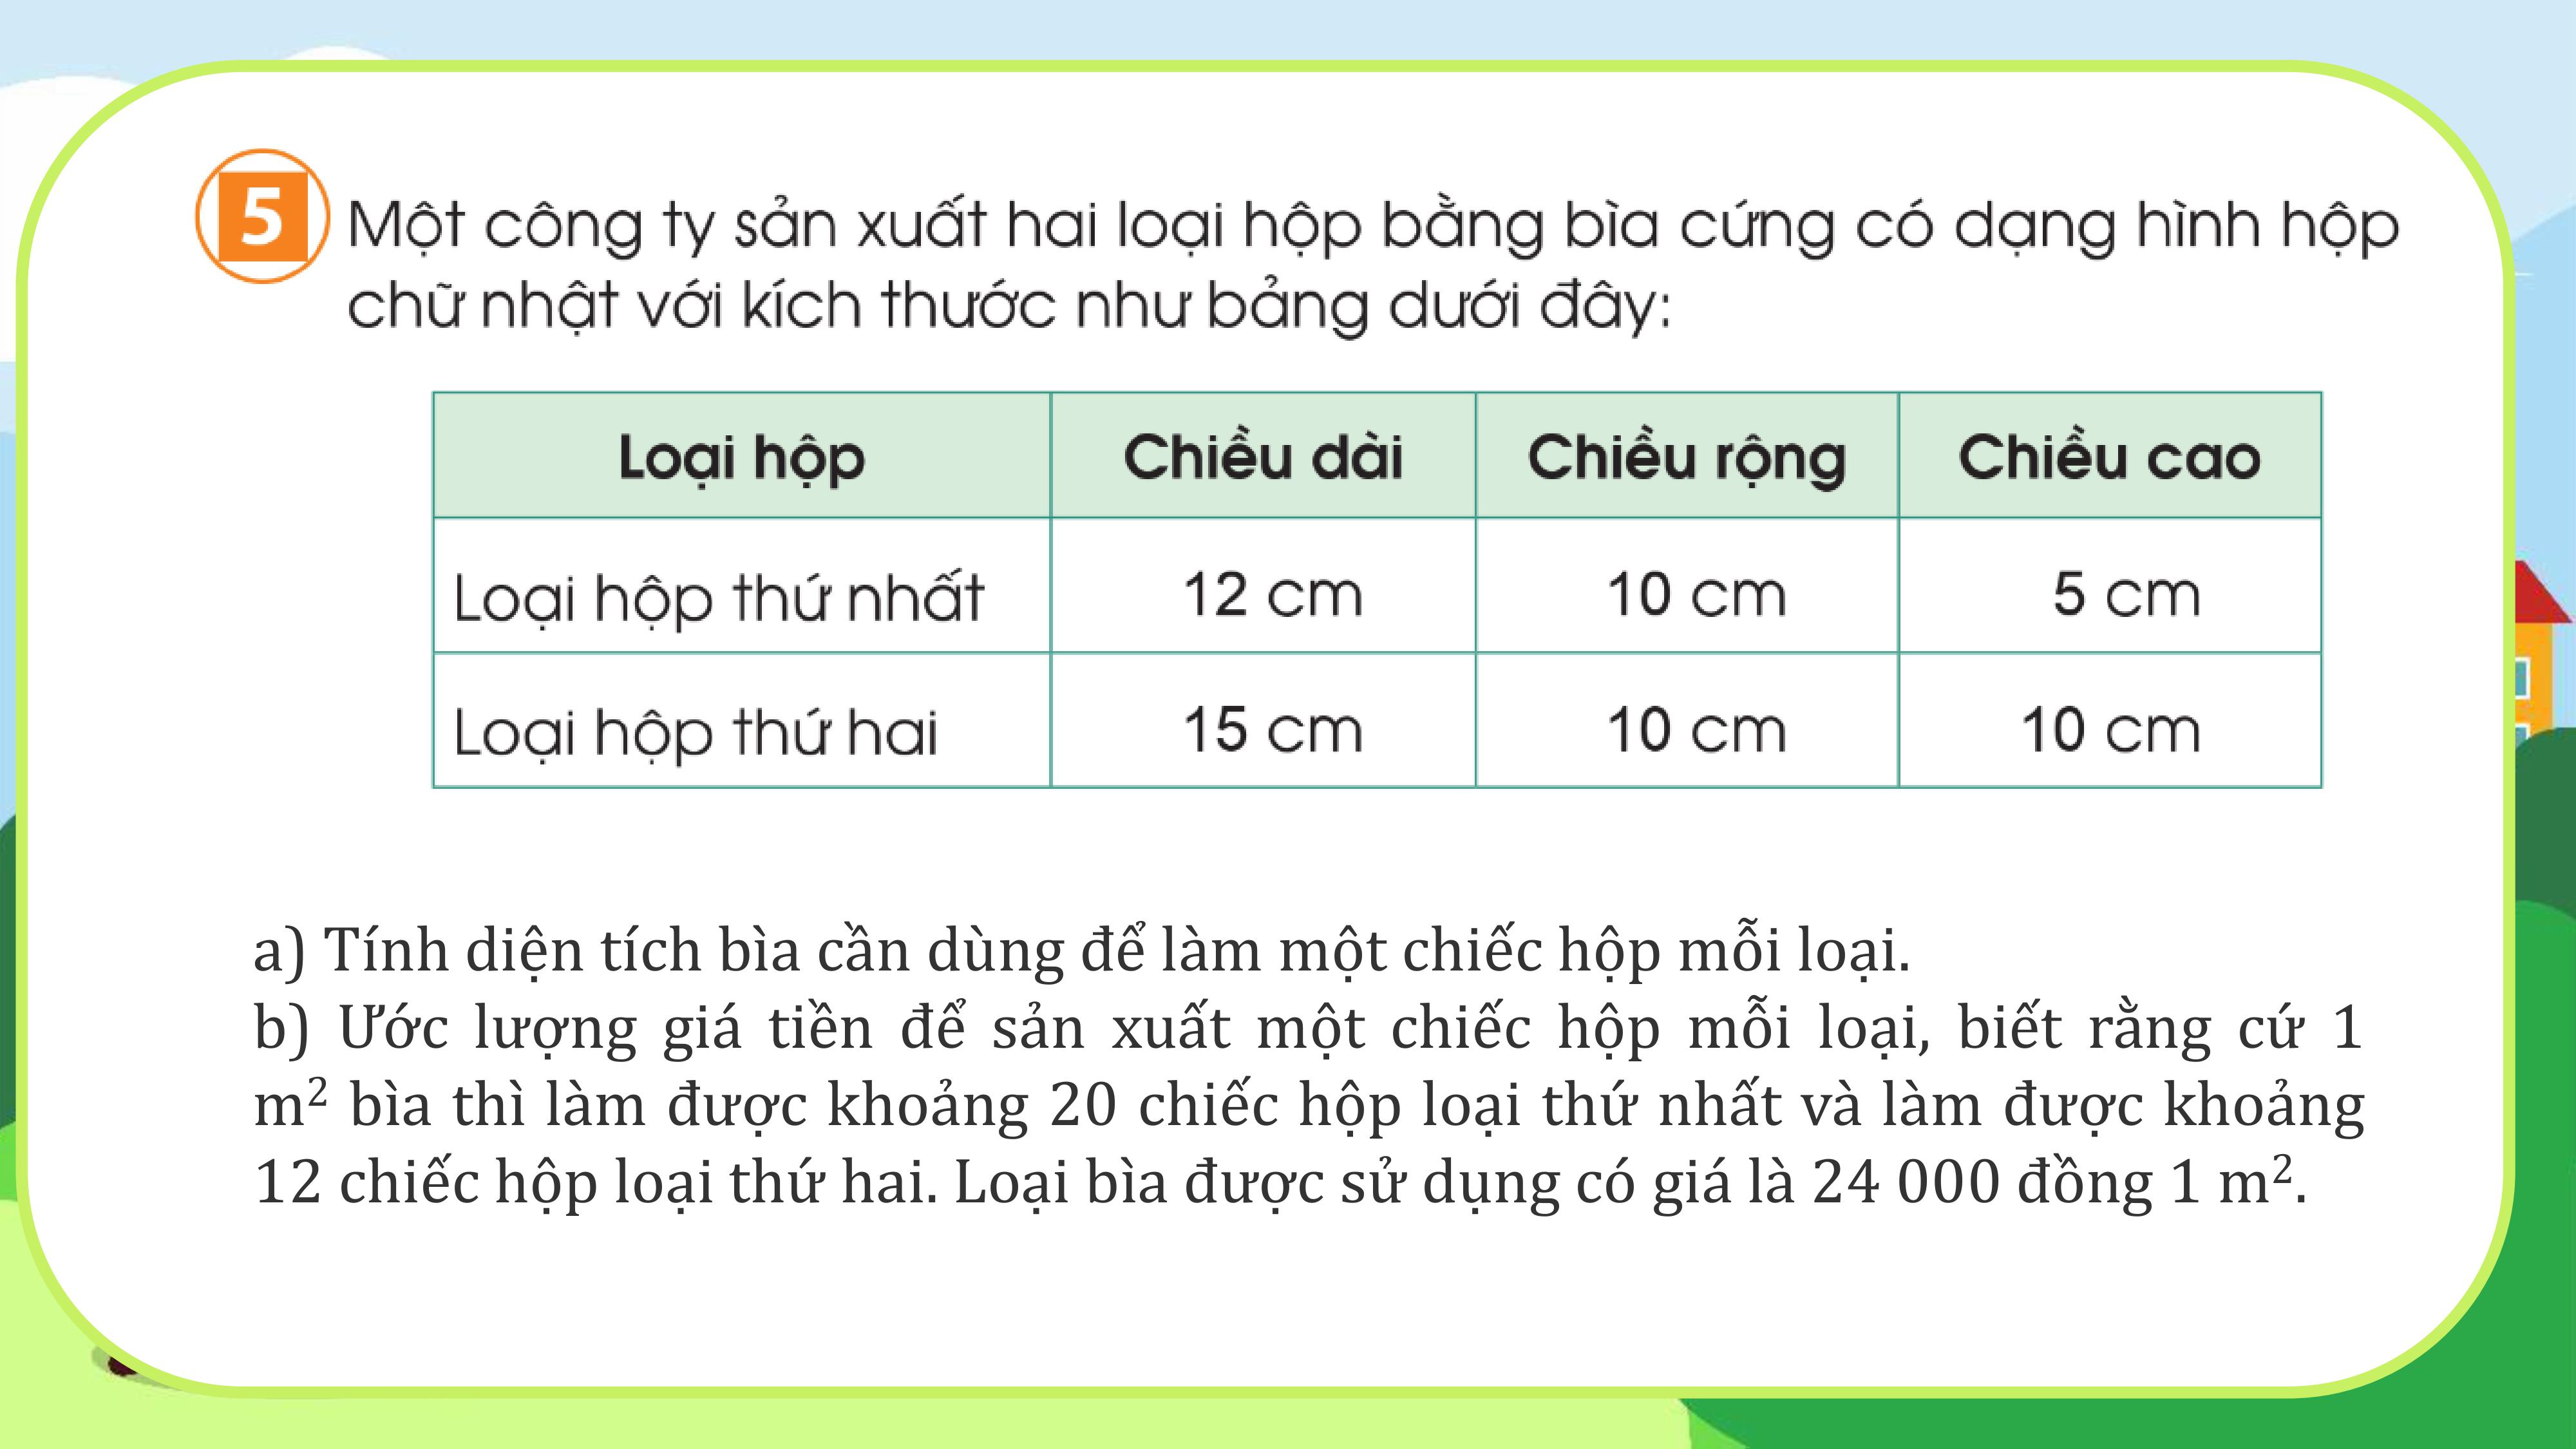 5 Một công ty sản xuất hai loại hộp bằng bìa cứng có dạng hình hộp
chữ nhật với kích thước như bảng dưới đây:
Loại hộp Chiều dài Chiều rộng Chiều cao
Loại hộp thứ nhất 12 cm 10 cm 5 cm
Loại hộp thứ hai 15 cm 10 cm 10 cm
a) Tính diện tích bìa cần dùng để làm một chiếc hộp mỗi loại.
b) Ước lượng giá tiền để sản xuất một chiếc hộp mỗi loại, biết rằng cứ 1
m² bìa thì làm được khoảng 20 chiếc hộp loại thứ nhất và làm được khoảng
12 chiếc hộp loại thứ hai. Loại bìa được sử dụng có giá là 24 000 đồng 1 m².